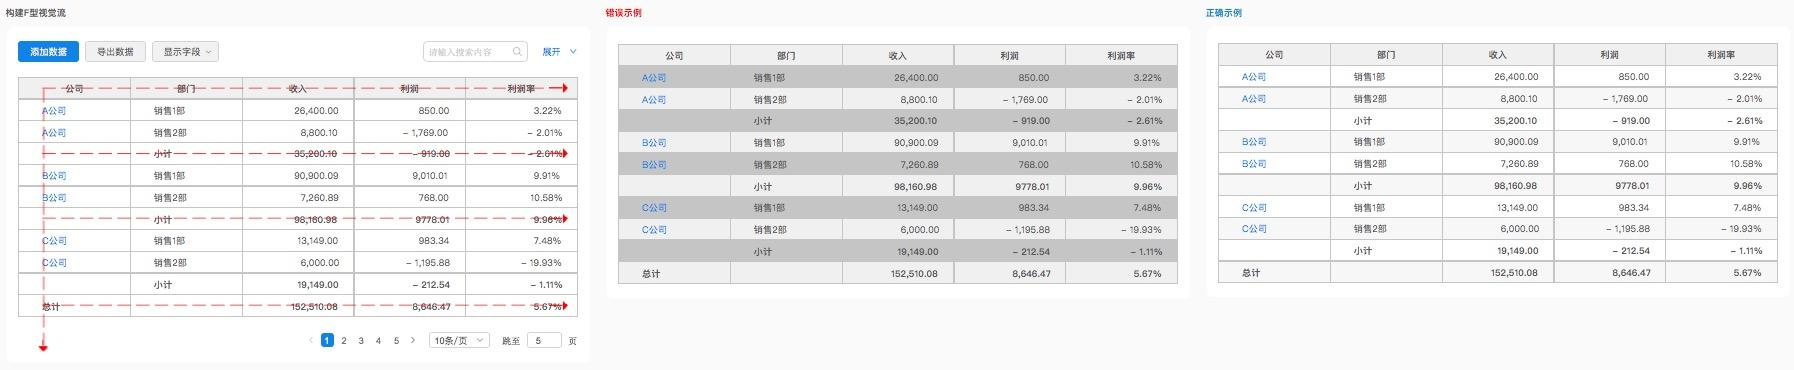 构建F型视觉流
添加数据 导出数据 显示字段 请输入搜索内容 展开
公司 部门 收入 利润 利润率
A公司 销售1部 26,400.00 850.00 3.22%
A公司 销售2部 8,800.10 – 1,769.00 – 2.01%
小计 35,200.10 – 919.00 – 2.61%
B公司 销售1部 90,900.09 9,010.01 9.91%
B公司 销售2部 7,260.89 768.00 10.58%
小计 98,160.98 9778.01 9.96%
C公司 销售1部 13,149.00 983.34 7.48%
C公司 销售2部 6,000.00 – 1,195.88 – 19.93%
小计 19,149.00 – 212.54 – 1.11%
总计 152,510.08 8,646.47 5.67%
1 2 3 4 5 10条/页 跳至 5 页
错误示例
公司 部门 收入 利润 利润率
A公司 销售1部 26,400.00 850.00 3.22%
A公司 销售2部 8,800.10 – 1,769.00 – 2.01%
小计 35,200.10 – 919.00 – 2.61%
B公司 销售1部 90,900.09 9,010.01 9.91%
B公司 销售2部 7,260.89 768.00 10.58%
小计 98,160.98 9778.01 9.96%
C公司 销售1部 13,149.00 983.34 7.48%
C公司 销售2部 6,000.00 – 1,195.88 – 19.93%
小计 19,149.00 – 212.54 – 1.11%
总计 152,510.08 8,646.47 5.67%
正确示例
公司 部门 收入 利润 利润率
A公司 销售1部 26,400.00 850.00 3.22%
A公司 销售2部 8,800.10 – 1,769.00 – 2.01%
小计 35,200.10 – 919.00 – 2.61%
B公司 销售1部 90,900.09 9,010.01 9.91%
B公司 销售2部 7,260.89 768.00 10.58%
小计 98,160.98 9778.01 9.96%
C公司 销售1部 13,149.00 983.34 7.48%
C公司 销售2部 6,000.00 – 1,195.88 – 19.93%
小计 19,149.00 – 212.54 – 1.11%
总计 152,510.08 8,646.47 5.67%